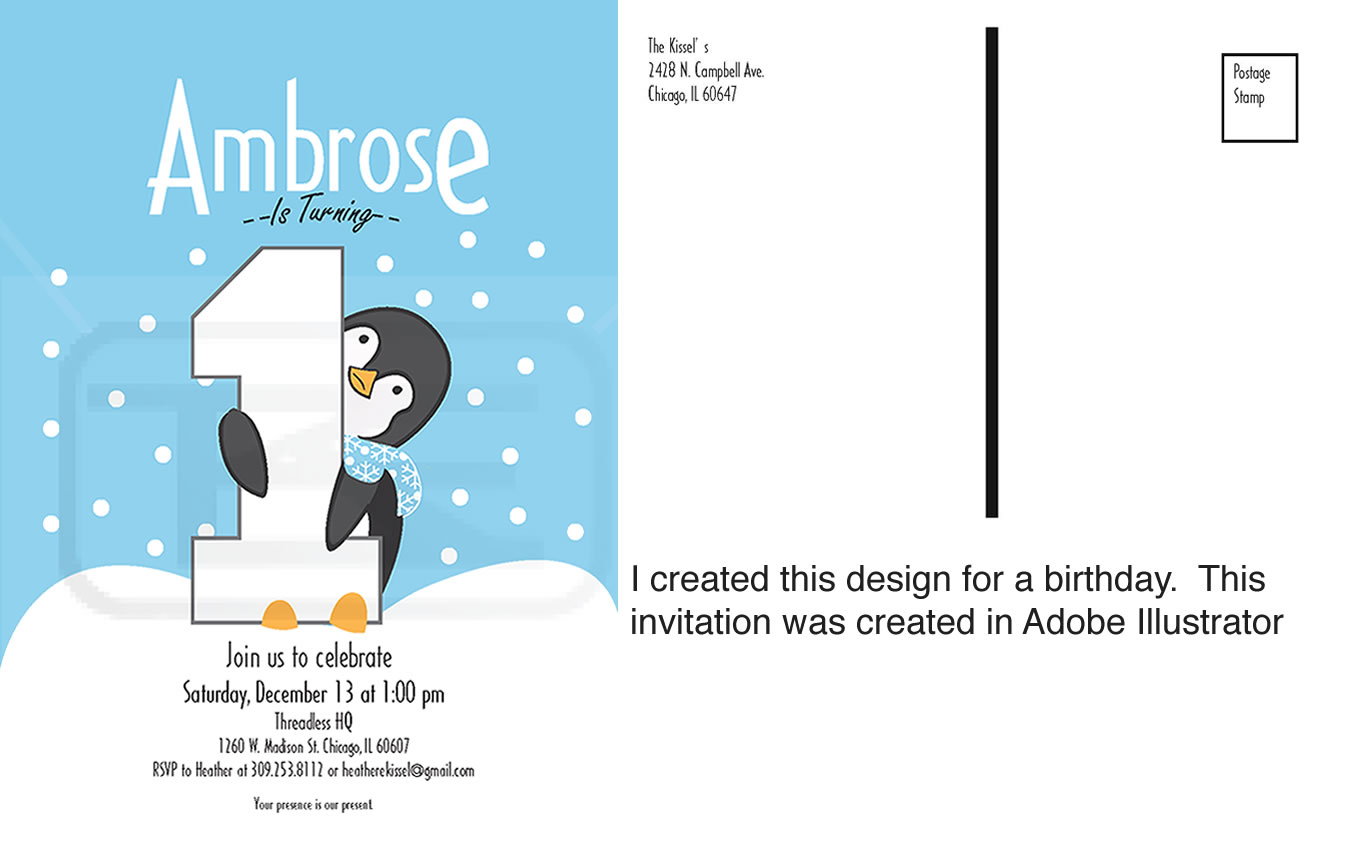 Ambrose
--Is Turning--
1
Join us to celebrate
Saturday, December 13 at 1:00 pm
Threadless HQ
1260 W. Madison St. Chicago, IL 60607
RSVP to Heather at 309.253.8112 or heatherekissel@gmail.com
Your presence is our present
The Kissel' s
2428 N. Campbell Ave.
Chicago, IL 60647
Postage
Stamp
I created this design for a birthday.  This
invitation was created in Adobe Illustrator